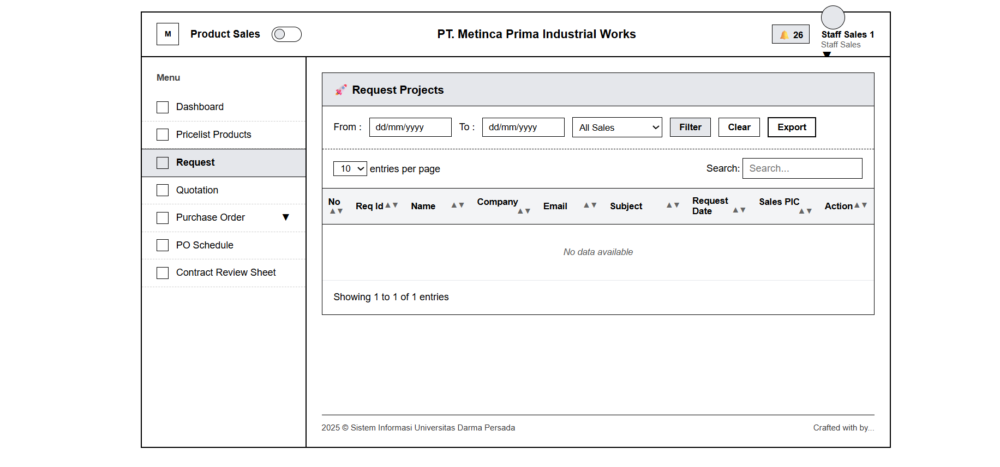 M Product Sales PT. Metinca Prima Industrial Works 🔔 26 Staff Sales 1
Staff Sales
▼
Menu
Dashboard
Pricelist Products
Request
Quotation
Purchase Order ▼
PO Schedule
Contract Review Sheet
🚀 Request Projects
From : dd/mm/yyyy To : dd/mm/yyyy All Sales Filter Clear Export
10 entries per page Search: Search...
No ▲▼ Req Id ▲▼ Name ▲▼ Company ▲▼ Email ▲▼ Subject ▲▼ Request Date ▲▼ Sales PIC ▲▼ Action ▲▼
No data available
Showing 1 to 1 of 1 entries
2025 © Sistem Informasi Universitas Darma Persada Crafted with by...